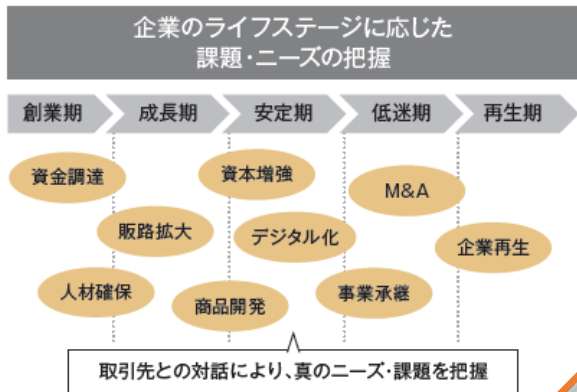 企業のライフステージに応じた
課題・ニーズの把握
創業期
成長期
安定期
低迷期
再生期
資金調達
資本増強
M&A
販路拡大
デジタル化
企業再生
人材確保
商品開発
事業承継
取引先との対話により、真のニーズ・課題を把握